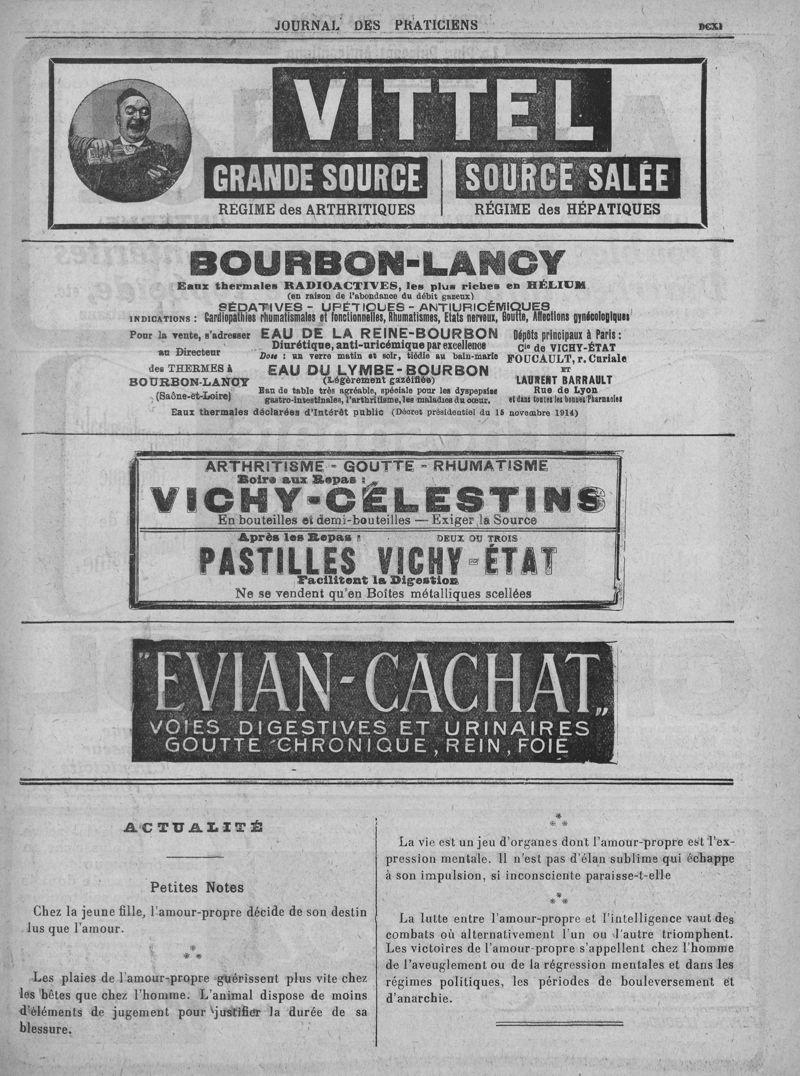 JOURNAL DES PRATICIENS
DCXI
VITTEL
GRANDE SOURCE
REGIME des ARTHRITIQUES
SOURCE SALÉE
RÉGIME des HÉPATIQUES
BOURBON-LANCY
Eaux thermales RADIOACTIVES, les plus riches en HÉLIUM
(en raison de l'abondance du débit gazeux)
SÉDATIVES - URÉTIQUES - ANTIURICÉMIQUES
INDICATIONS : Cardiopathies rhumatismales et fonctionnelles, Rhumatismes, Etats nerveux, Goutte, Affections gynécologiques
Pour la vente, s'adresser
au Directeur
des THERMES à
BOURBON-LANCY
(Saône-et-Loire)
EAU DE LA REINE-BOURBON
Diurétique, anti-uricémique par excellence
Dose : un verre matin et soir, tiédie au bain-marie
EAU DU LYMBE-BOURBON
(Légèrement gazéifiée)
Eau de table très agréable, spéciale pour les dyspepsies
gastro-intestinales, l'arthritisme, les maladies du cœur.
Dépôts principaux à Paris :
Cie de VICHY-ÉTAT
FOUCAULT, r. Curiale
ET
LAURENT BARRAULT
Rue de Lyon
et dans toutes les bonnes Pharmacies
Eaux thermales déclarées d'Intérêt public (Décret présidentiel du 15 novembre 1914)
ARTHRITISME - GOUTTE - RHUMATISME
Boire aux Repas :
VICHY-CÉLESTINS
En bouteilles et demi-bouteilles — Exiger la Source
Après les Repas : DEUX OU TROIS
PASTILLES VICHY-ÉTAT
Facilitent la Digestion
Ne se vendent qu'en Boîtes métalliques scellées
"EVIAN-CACHAT„
VOIES DIGESTIVES ET URINAIRES
GOUTTE CHRONIQUE, REIN, FOIE
ACTUALITÉ
Petites Notes
Chez la jeune fille, l'amour-propre décide de son destin
lus que l'amour.
* * *
Les plaies de l'amour-propre guérissent plus vite chez
les bêtes que chez l'homme. L'animal dispose de moins
d'éléments de jugement pour justifier la durée de sa
blessure.
* * *
La vie est un jeu d'organes dont l'amour-propre est l'ex-
pression mentale. Il n'est pas d'élan sublime qui échappe
à son impulsion, si inconsciente paraisse-t-elle
* * *
La lutte entre l'amour-propre et l'intelligence vaut des
combats où alternativement l'un ou l'autre triomphent.
Les victoires de l'amour-propre s'appellent chez l'homme
de l'aveuglement ou de la régression mentales et dans les
régimes politiques, les périodes de bouleversement et
d'anarchie.